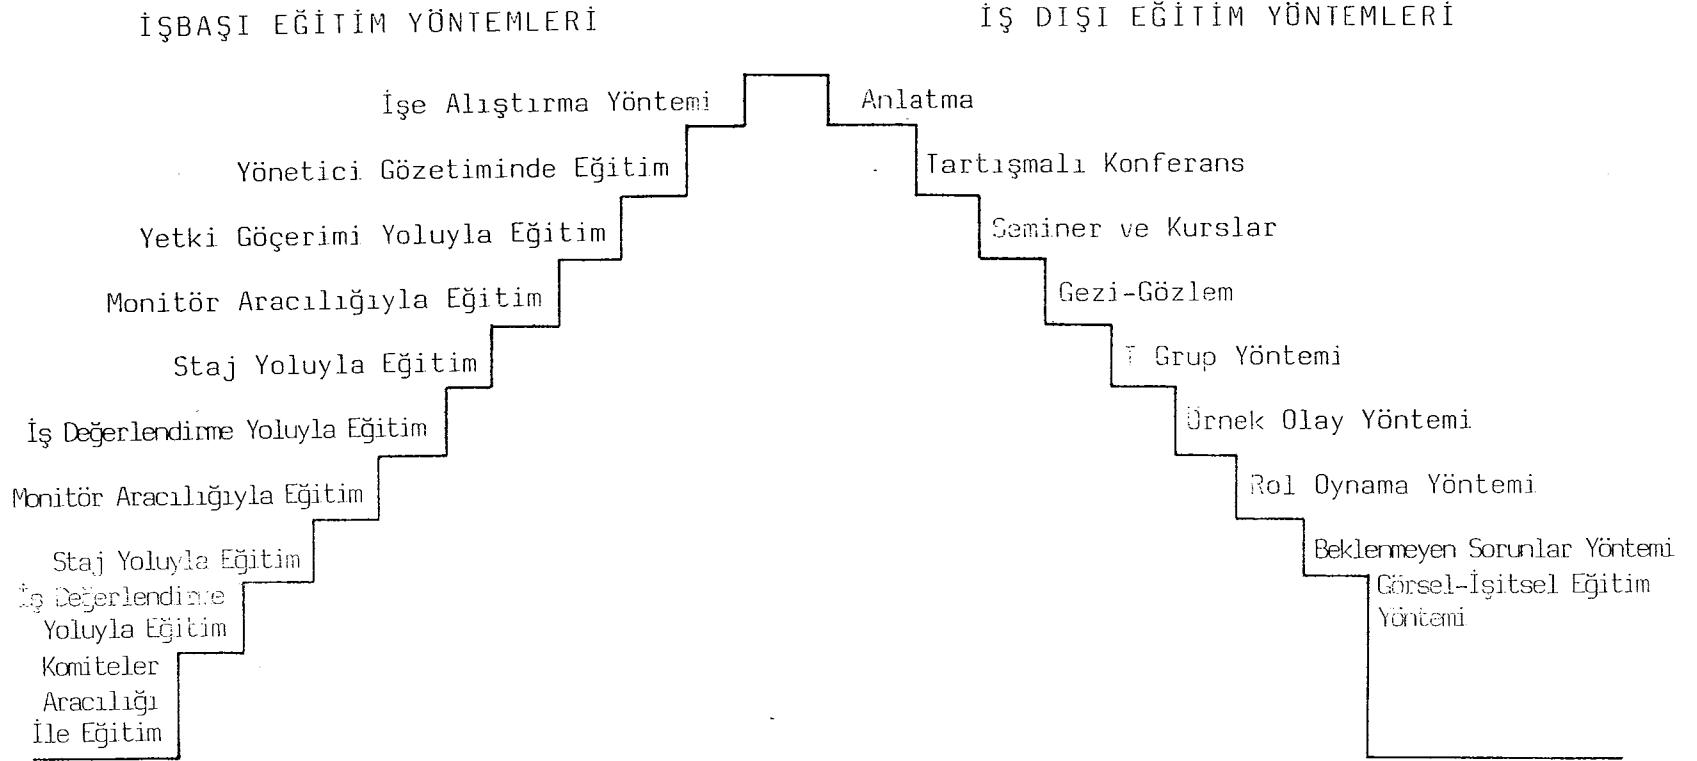 İŞBAŞI EĞİTİM YÖNTEMLERİ
İşe Alıştırma Yöntemi
Yönetici Gözetiminde Eğitim
Yetki Göçerimi Yoluyla Eğitim
Monitör Aracılığıyla Eğitim
Staj Yoluyla Eğitim
İş Değerlendirme Yoluyla Eğitim
Monitör Aracılığıyla Eğitim
Staj Yoluyla Eğitim
İş Değerlendirme
Yoluyla Eğitim
Komiteler
Aracılığı
İle Eğitim
İŞ DIŞI EĞİTİM YÖNTEMLERİ
Anlatma
Tartışmalı Konferans
Seminer ve Kurslar
Gezi-Gözlem
T Grup Yöntemi
Örnek Olay Yöntemi
Rol Oynama Yöntemi
Beklenmeyen Sorunlar Yöntemi
Görsel-İşitsel Eğitim
Yöntemi